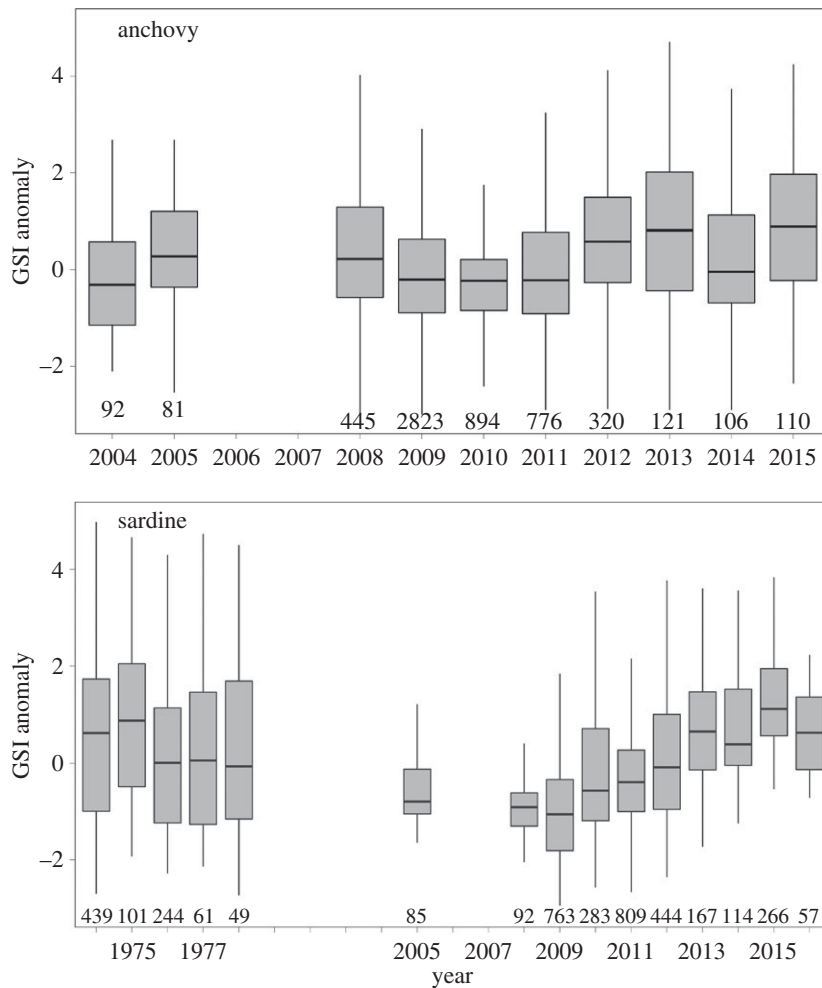 anchovy
4
2
0
−2
GSI anomaly
92 81 445 2823 894 776 320 121 106 110
2004 2005 2006 2007 2008 2009 2010 2011 2012 2013 2014 2015
sardine
4
2
0
−2
GSI anomaly
439 101 244 61 49 85 92 763 283 809 444 167 114 266 57
1975 1977 2005 2007 2009 2011 2013 2015
year